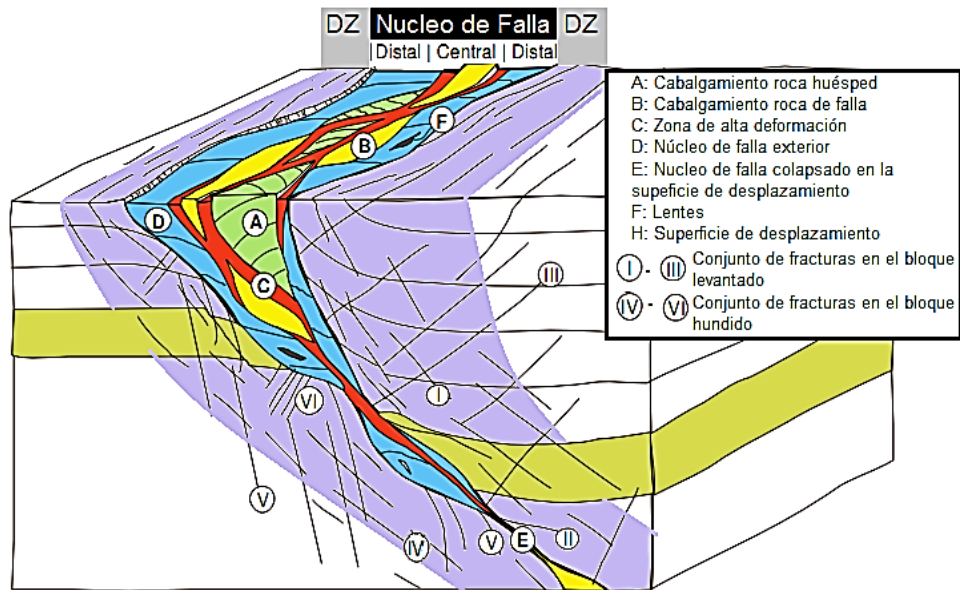 DZ Nucleo de Falla DZ
|Distal | Central | Distal
A: Cabalgamiento roca huésped
B: Cabalgamiento roca de falla
C: Zona de alta deformación
D: Núcleo de falla exterior
E: Nucleo de falla colapsado en la
supeficie de desplazamiento
F: Lentes
H: Superficie de desplazamiento
I - III Conjunto de fracturas en el bloque
levantado
IV - VI Conjunto de fracturas en el bloque
hundido
F
B
D
A
III
C
I
VI
V
IV
V
E
II